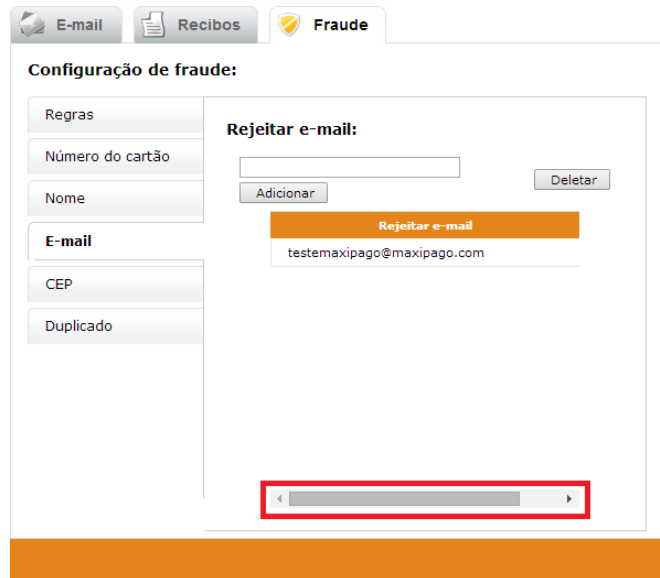 E-mail
Recibos
Fraude
Configuração de fraude:
Regras
Número do cartão
Nome
E-mail
CEP
Duplicado
Rejeitar e-mail:
Adicionar
Deletar
Rejeitar e-mail
testemaxipago@maxipago.com